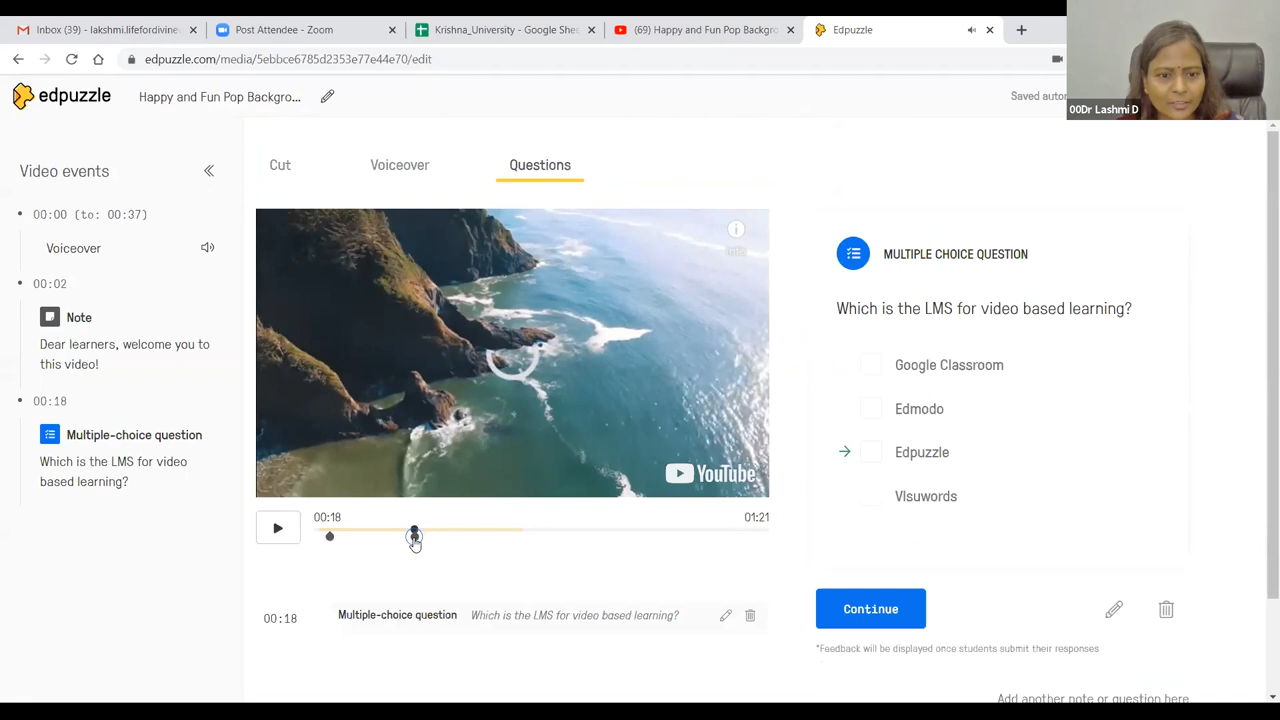 Inbox (39) - lakshmi.lifefordivine
Post Attendee - Zoom
Krishna_University - Google She
(69) Happy and Fun Pop Backgro
Edpuzzle
edpuzzle.com/media/5ebbce6785d2353e77e44e70/edit
edpuzzle
Happy and Fun Pop Backgro...
Saved auto
00Dr Lashmi D
Video events
Cut
Voiceover
Questions
00:00 (to: 00:37)
Voiceover
00:02
Note
Dear learners, welcome you to
this video!
00:18
Multiple-choice question
Which is the LMS for video
based learning?
Info
YouTube
00:18
01:21
00:18
Multiple-choice question
Which is the LMS for video based learning?
MULTIPLE CHOICE QUESTION
Which is the LMS for video based learning?
Google Classroom
Edmodo
Edpuzzle
VIsuwords
Continue
*Feedback will be displayed once students submit their responses
Add another note or question here